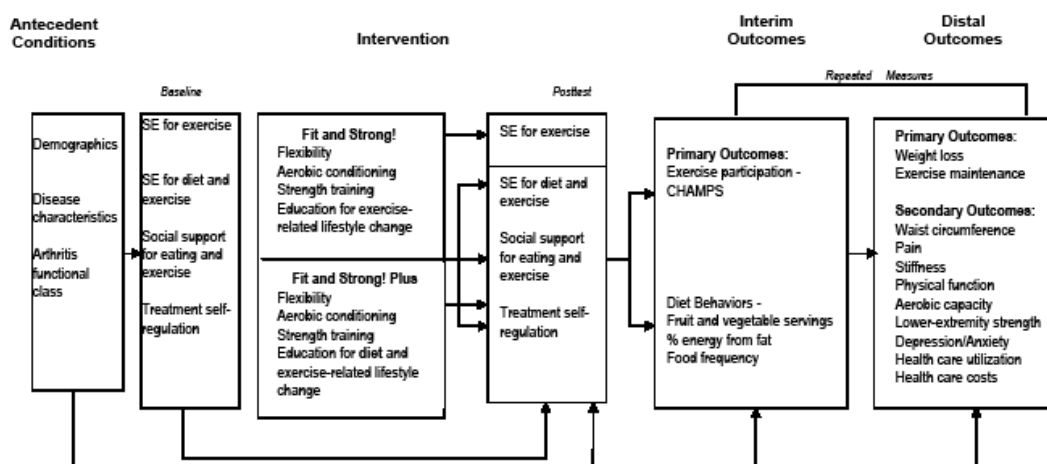 Antecedent
Conditions
Intervention
Interim
Outcomes
Distal
Outcomes
Repeated Measures
Baseline
Posttest
Demographics
Disease
characteristics
Arthritis
functional
class
SE for exercise
SE for diet and
exercise
Social support
for eating and
exercise
Treatment self-
regulation
Fit and Strong!
Flexibility
Aerobic conditioning
Strength training
Education for exercise-
related lifestyle change
Fit and Strong! Plus
Flexibility
Aerobic conditioning
Strength training
Education for diet and
exercise-related lifestyle
change
SE for exercise
SE for diet and
exercise
Social support
for eating and
exercise
Treatment self-
regulation
Primary Outcomes:
Exercise participation -
CHAMPS
Diet Behaviors -
Fruit and vegetable servings
% energy from fat
Food frequency
Primary Outcomes:
Weight loss
Exercise maintenance
Secondary Outcomes:
Waist circumference
Pain
Stiffness
Physical function
Aerobic capacity
Lower-extremity strength
Depression/Anxiety
Health care utilization
Health care costs